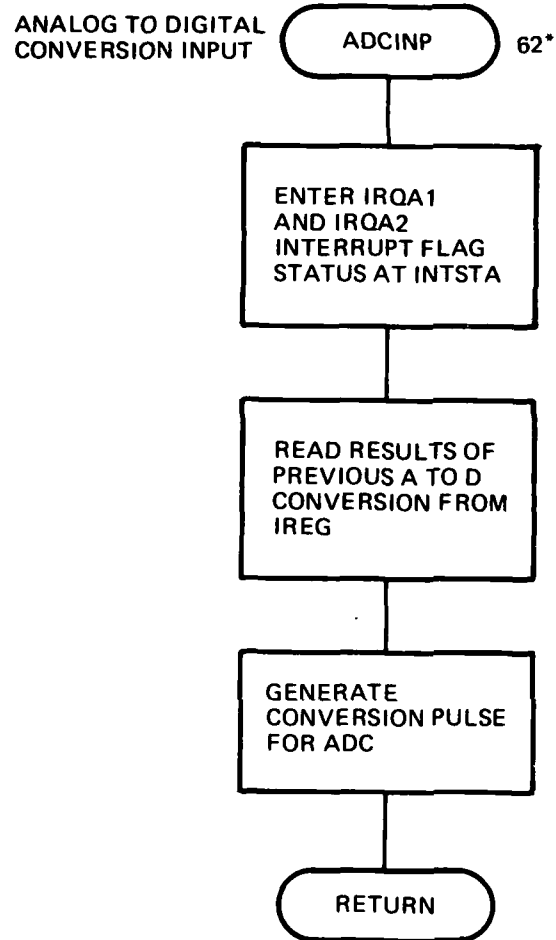 ANALOG TO DIGITAL
CONVERSION INPUT
ADCINP
62*
ENTER IRQA1
AND IRQA2
INTERRUPT FLAG
STATUS AT INTSTA
READ RESULTS OF
PREVIOUS A TO D
CONVERSION FROM
IREG
GENERATE
CONVERSION PULSE
FOR ADC
RETURN